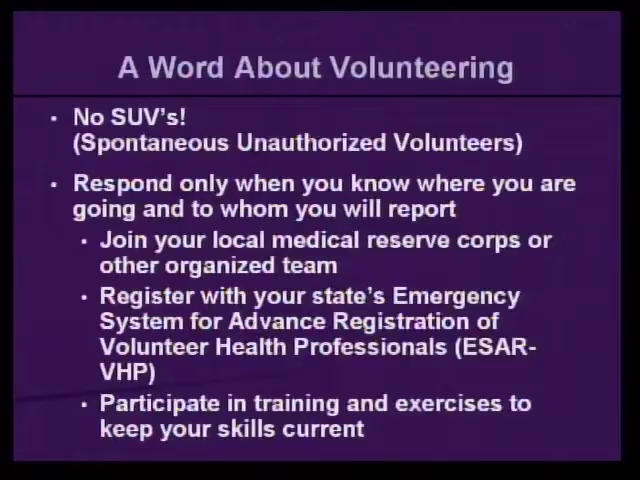 A Word About Volunteering
• No SUV's!
(Spontaneous Unauthorized Volunteers)
• Respond only when you know where you are
going and to whom you will report
• Join your local medical reserve corps or
other organized team
• Register with your state's Emergency
System for Advance Registration of
Volunteer Health Professionals (ESAR-
VHP)
• Participate in training and exercises to
keep your skills current